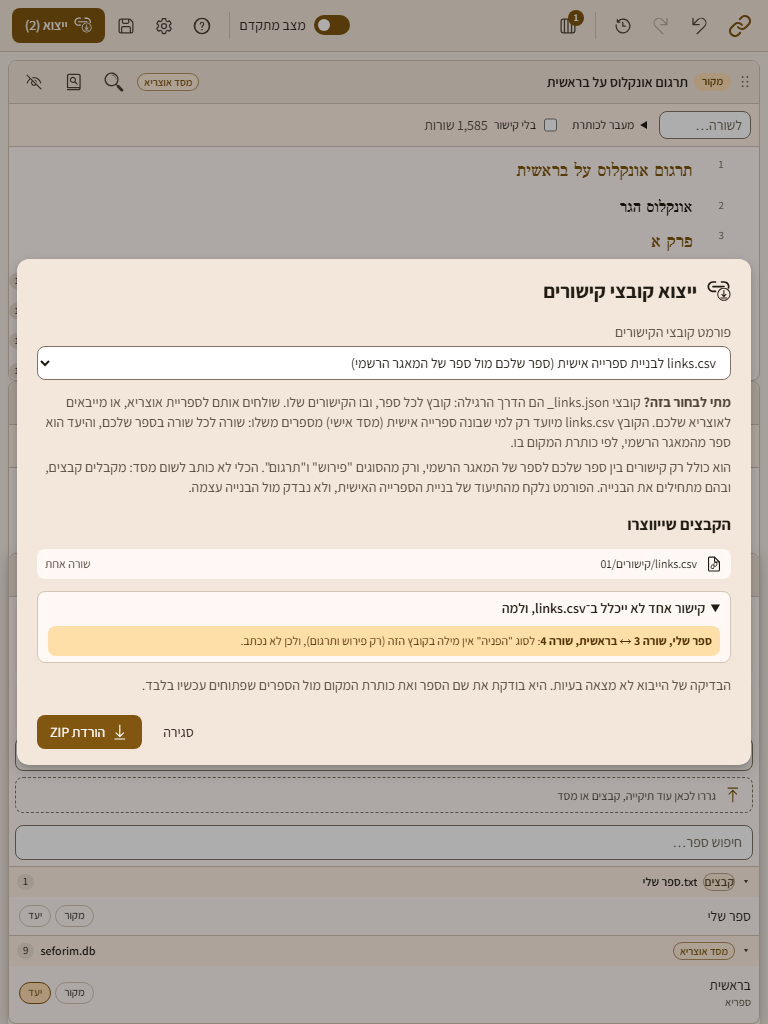 1
מצב מתקדם
ייצוא (2)
מקור
תרגום אונקלוס על בראשית
מסד אוצריא
לשורה...
מעבר לכותרת
בלי קישור
1,585 שורות
1
תרגום אונקלוס על בראשית
2
אונקלוס הגר
3
פרק א
ייצוא קובצי קישורים
פורמט קובצי הקישורים
links.csv לבניית ספרייה אישית (ספר שלכם מול ספר של המאגר הרשמי)
מתי לבחור בזה? קובצי links.json_ הם הדרך הרגילה: קובץ לכל ספר, ובו הקישורים שלו. שולחים אותם לספריית אוצריא, או מייבאים
לאוצריא שלכם. הקובץ links.csv מיועד רק למי שבונה ספרייה אישית (מסד אישי) מספרים משלו: שורה לכל שורה בספר שלכם, והיעד הוא
ספר מהמאגר הרשמי, לפי כותרת המקום בו.
הוא כולל רק קישורים בין ספר שלכם לספר של המאגר הרשמי, ורק מהסוגים "פירוש" ו"תרגום". הכלי לא כותב לשום מסד: מקבלים קבצים,
ובהם מתחילים את הבנייה. הפורמט נלקח מהתיעוד של בניית הספרייה האישית, ולא נבדק מול הבנייה עצמה.
הקבצים שייווצרו
01/קישורים/links.csv
שורה אחת
קישור אחד לא ייכלל ב־links.csv, ולמה
ספר שלי, שורה 3 ↔ בראשית, שורה 4: לסוג "הפניה" אין מילה בקובץ הזה (רק פירוש ותרגום), ולכן לא נכתב.
הבדיקה של הייבוא לא מצאה בעיות. היא בודקת את שם הספר ואת כותרת המקום מול הספרים שפתוחים עכשיו בלבד.
סגירה
הורדת ZIP
גררו לכאן עוד תיקייה, קבצים או מסד
חיפוש ספר...
קבצים
ספר שלי.txt
1
ספר שלי
מקור
יעד
מסד אוצריא
seforim.db
9
בראשית
ספריא
מקור
יעד